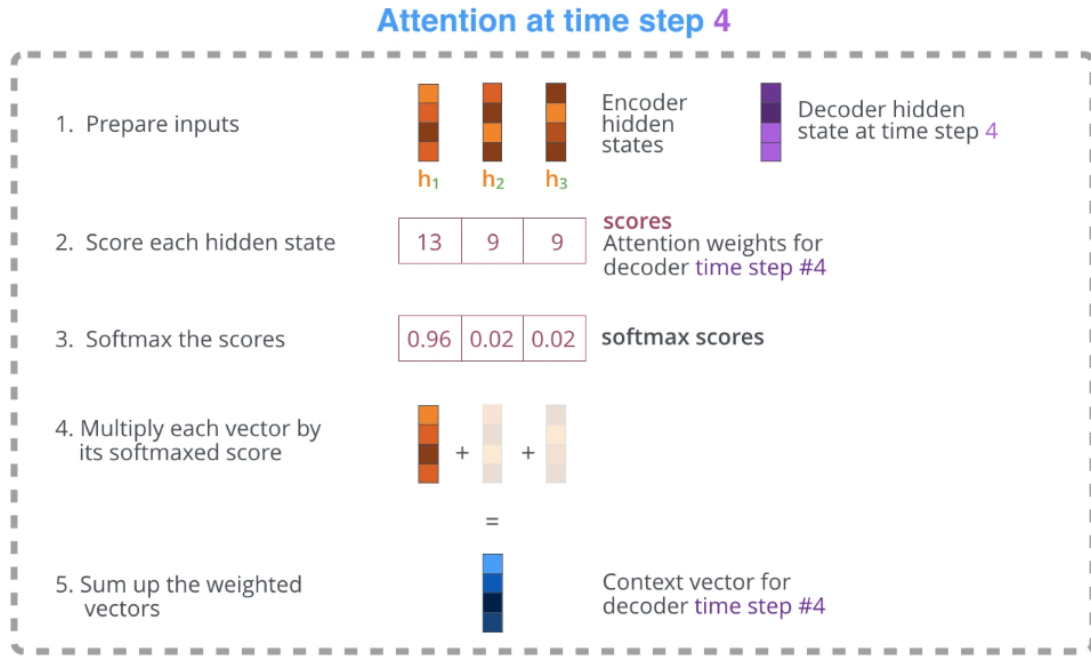 Attention at time step 4
1. Prepare inputs
h1
h2
h3
Encoder
hidden
states
Decoder hidden
state at time step 4
2. Score each hidden state
13
9
9
scores
Attention weights for
decoder time step #4
3. Softmax the scores
0.96
0.02
0.02
softmax scores
4. Multiply each vector by
its softmaxed score
+
+
=
5. Sum up the weighted
vectors
Context vector for
decoder time step #4